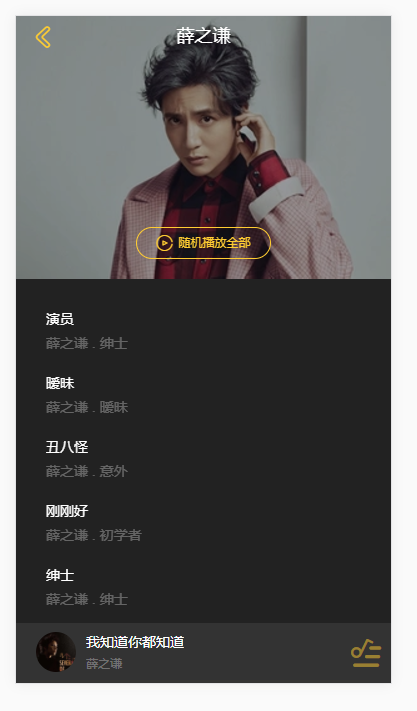 薛之谦
随机播放全部
演员
薛之谦 . 绅士
暧昧
薛之谦 . 暧昧
丑八怪
薛之谦 . 意外
刚刚好
薛之谦 . 初学者
绅士
薛之谦 . 绅士
我知道你都知道
薛之谦